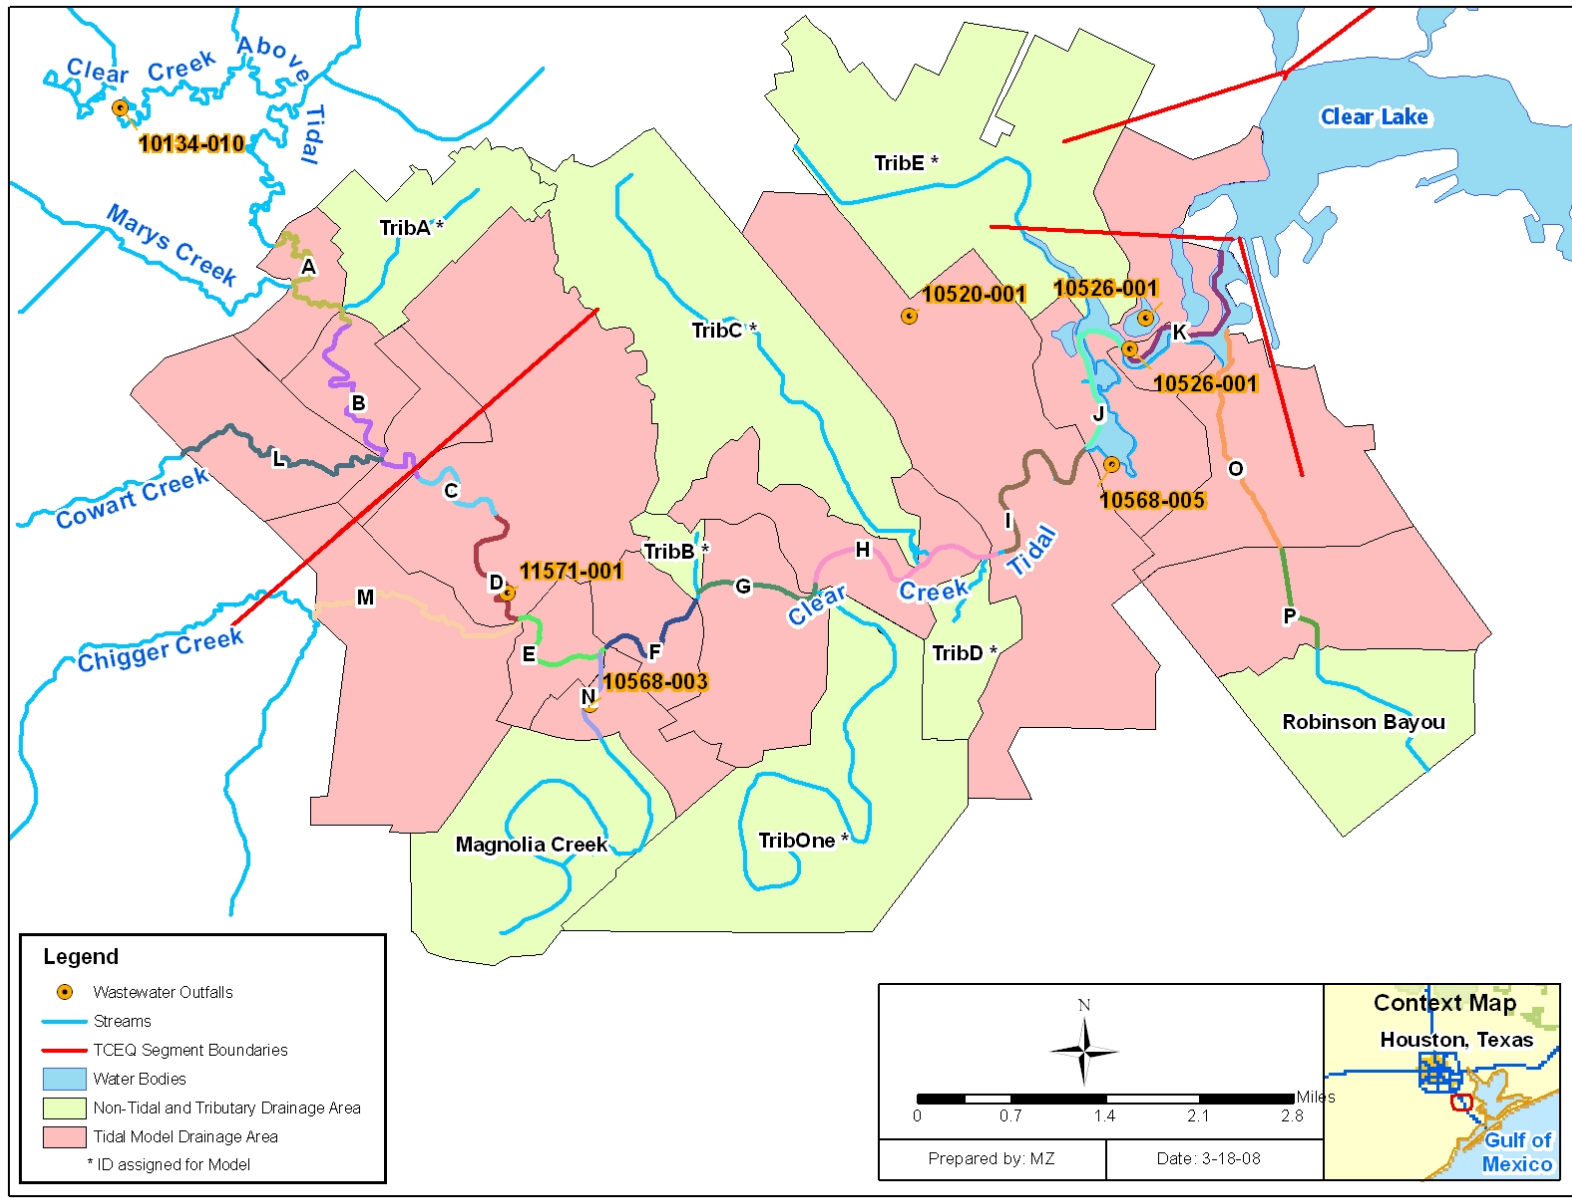 Clear Creek Above Tidal
10134-010
Clear Lake
TribE *
Marys Creek
TribA *
A
10526-001
10520-001
TribC *
K
10526-001
B
J
L
C
O
Cowart Creek
10568-005
I
Tidal
H
TribB *
11571-001
D
G
Clear Creek
M
P
Chigger Creek
E
F
TribD *
10568-003
N
Robinson Bayou
Magnolia Creek
TribOne *
Legend
Wastewater Outfalls
Streams
TCEQ Segment Boundaries
Water Bodies
Non-Tidal and Tributary Drainage Area
Tidal Model Drainage Area
* ID assigned for Model
N
Miles
0 0.7 1.4 2.1 2.8
Prepared by: MZ
Date: 3-18-08
Context Map
Houston, Texas
Gulf of
Mexico